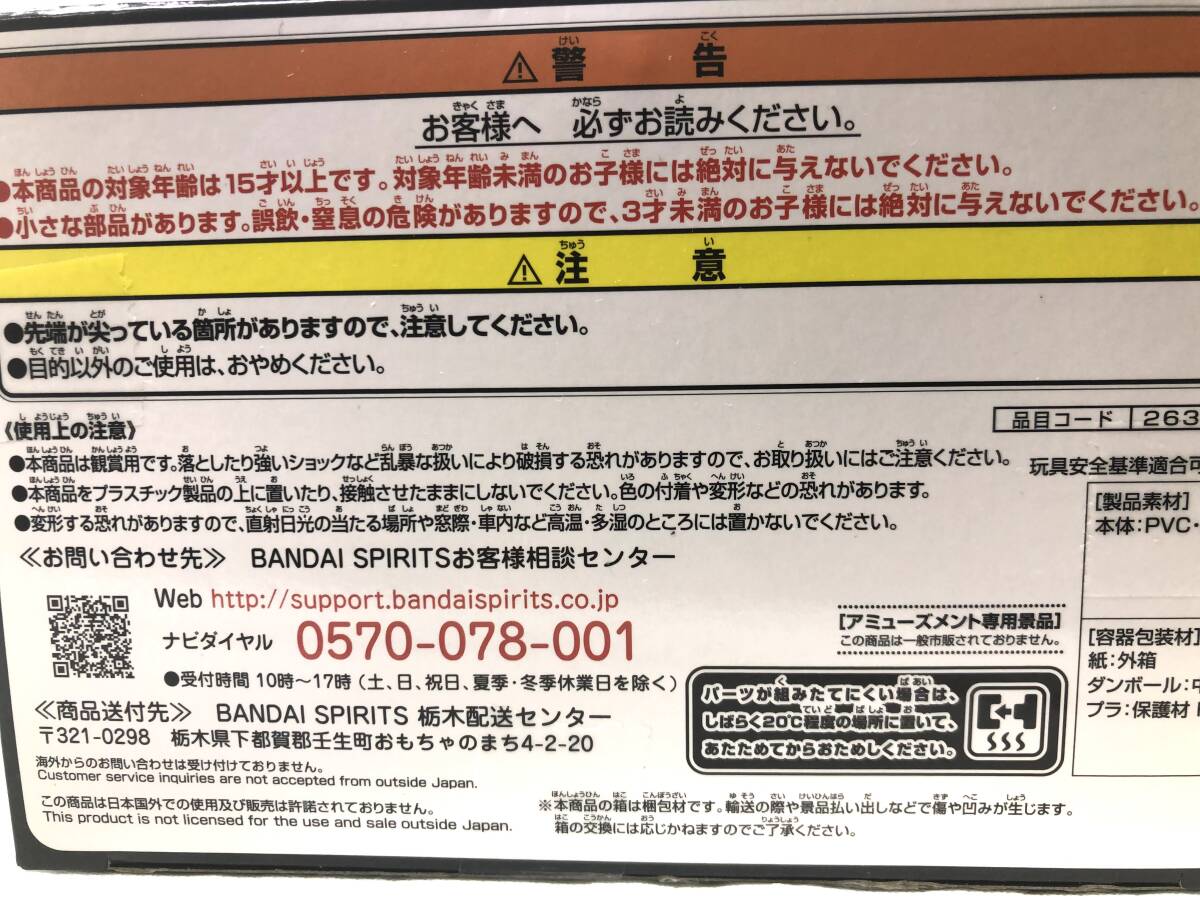 ⚠警告
お客様へ 必ずお読みください。
●本商品の対象年齢は15才以上です。対象年齢未満のお子様には絶対に与えないでください。
●小さな部品があります。誤飲・窒息の危険がありますので、3才未満のお子様には絶対に与えないでください。
⚠注意
●先端が尖っている箇所がありますので、注意してください。
●目的以外のご使用は、おやめください。
《使用上の注意》
品目コード 263
●本商品は観賞用です。落としたり強いショックなど乱暴な扱いにより破損する恐れがありますので、お取り扱いにはご注意ください。
玩具安全基準適合
●本商品をプラスチック製品の上に置いたり、接触させたままにしないでください。色の付着や変形などの恐れがあります。
●変形する恐れがありますので、直射日光の当たる場所や窓際・車内など高温・多湿のところには置かないでください。
[製品素材]
本体:PVC・
≪お問い合わせ先≫ BANDAI SPIRITSお客様相談センター
Web http://support.bandaispirits.co.jp
ナビダイヤル 0570-078-001
●受付時間 10時〜17時(土、日、祝日、夏季・冬季休業日を除く)
[アミューズメント専用景品]
この商品は一般市販されておりません。
[容器包装材]
紙:外箱
ダンボール:
プラ:保護材
パーツが組みたてにくい場合は、
しばらく20℃程度の場所に置いて、
あたためてからおためしください。
≪商品送付先≫ BANDAI SPIRITS 栃木配送センター
〒321-0298 栃木県下都賀郡壬生町おもちゃのまち4-2-20
海外からのお問い合わせは受け付けておりません。
Customer service inquiries are not accepted from outside Japan.
この商品は日本国外での使用及び販売は許諾されておりません。
This product is not licensed for the use and sale outside Japan.
※本商品の箱は梱包材です。輸送の際や景品払い出しなどで傷や凹みが生じます。
箱の交換には応じかねますのでご了承ください。